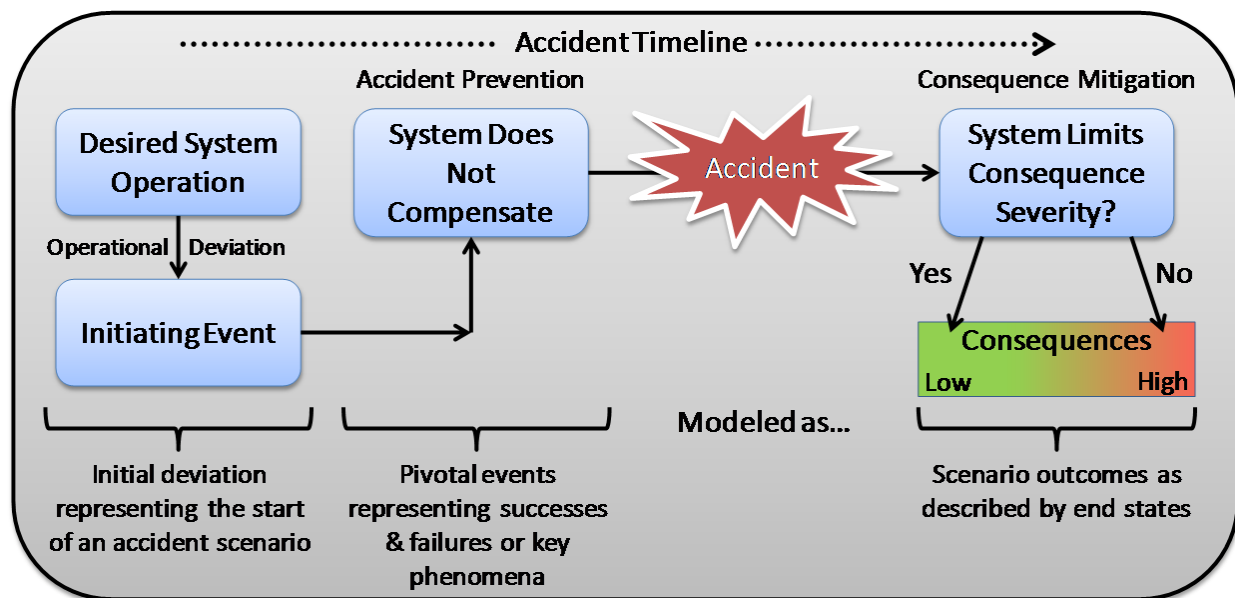 Accident Timeline
Accident Prevention
Consequence Mitigation
Desired System
Operation
System Does
Not
Compensate
Accident
System Limits
Consequence
Severity?
Operational Deviation
Yes
No
Initiating Event
Consequences
Low
High
Modeled as...
Initial deviation
representing the start
of an accident scenario
Pivotal events
representing successes
& failures or key
phenomena
Scenario outcomes as
described by end states